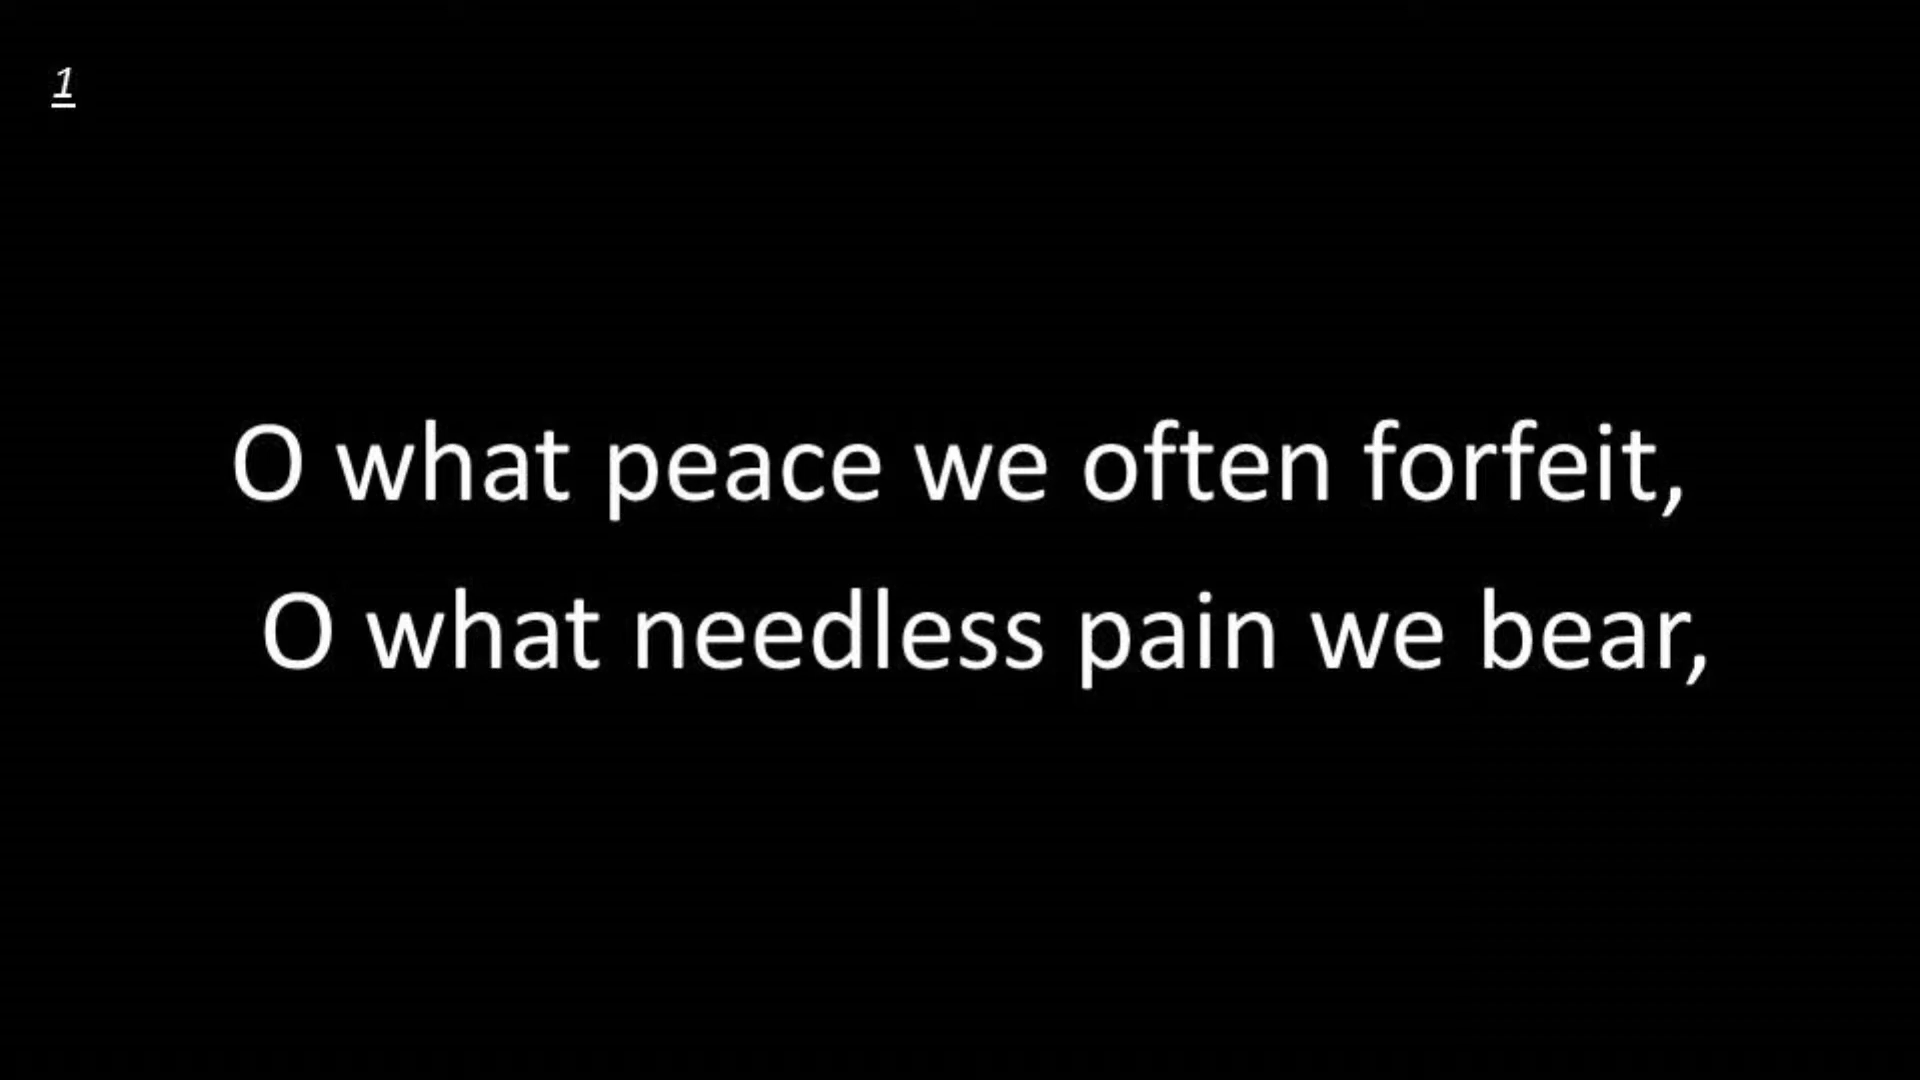 1
O what peace we often forfeit,
O what needless pain we bear,